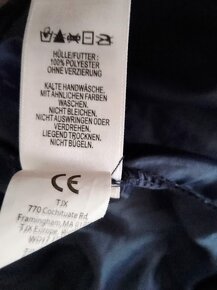 HÜLLE/FUTTER:
100% POLYESTER
OHNE VERZIERUNG
KALTE HANDWÄSCHE.
MIT ÄHNLICHEN FARBEN
WASCHEN.
NICHT BLEICHEN.
NICHT AUSWRINGEN ODER
VERDREHEN.
LIEGEND TROCKNEN.
NICHT BÜGELN.
CE
TJX
770 Cochituate Rd.
Framingham, MA
TJX Europe,